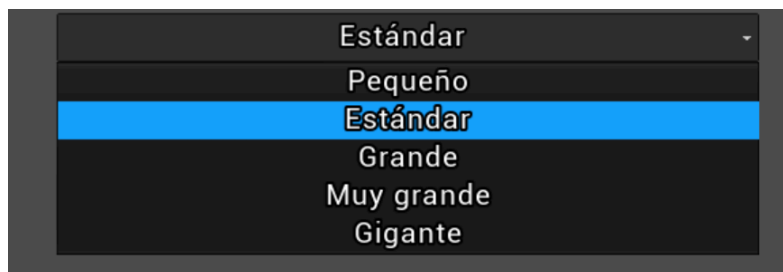 Estándar
Pequeño
Estándar
Grande
Muy grande
Gigante